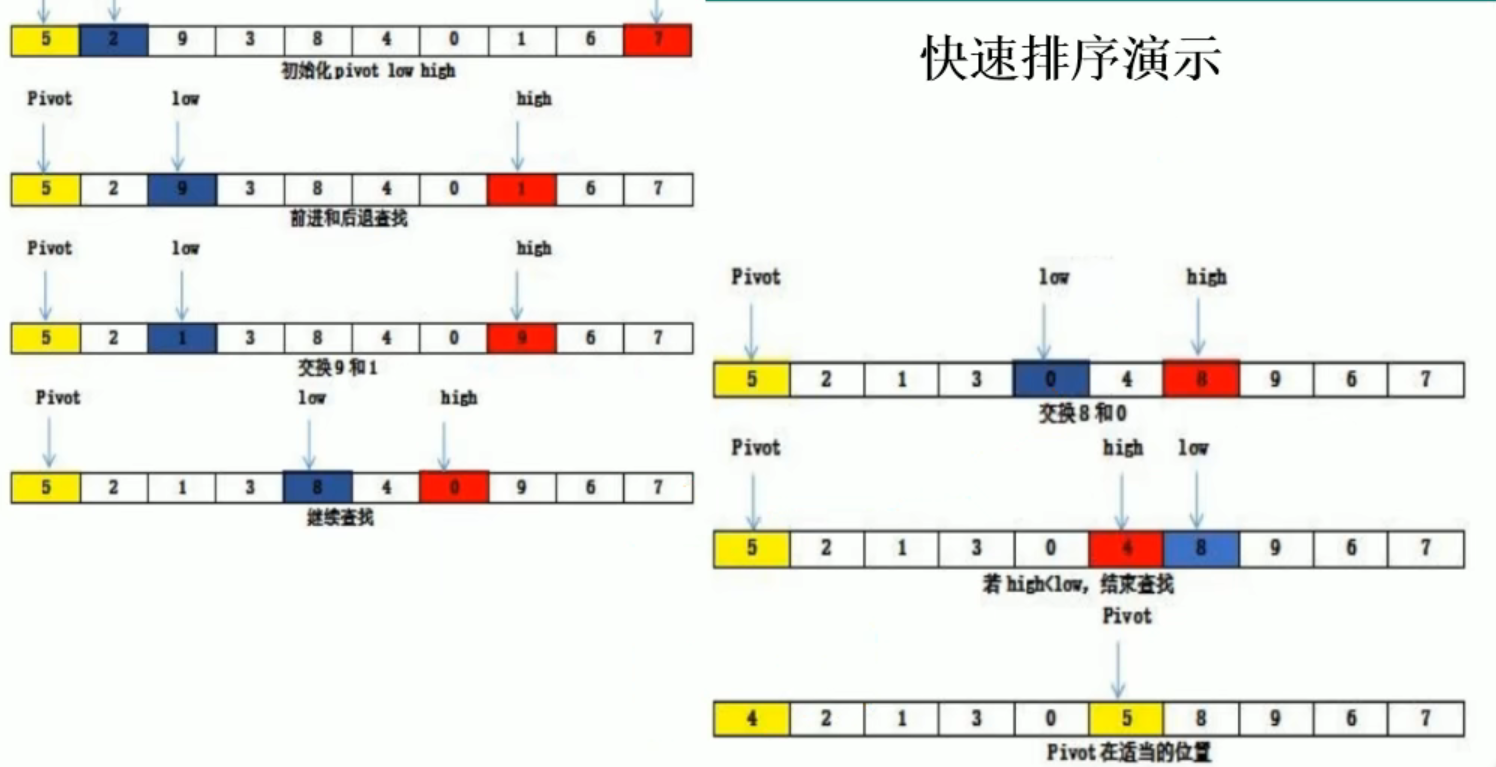 5 2 9 3 8 4 0 1 6 7
初始化pivot low high
Pivot low high
5 2 9 3 8 4 0 1 6 7
前进和后退查找
Pivot low high
5 2 1 3 8 4 0 9 6 7
交换9和1
Pivot low high
5 2 1 3 8 4 0 9 6 7
继续查找
快速排序演示
Pivot low high
5 2 1 3 0 4 8 9 6 7
交换8和0
Pivot high low
5 2 1 3 0 4 8 9 6 7
若high<low，结束查找
Pivot
4 2 1 3 0 5 8 9 6 7
Pivot在适当的位置